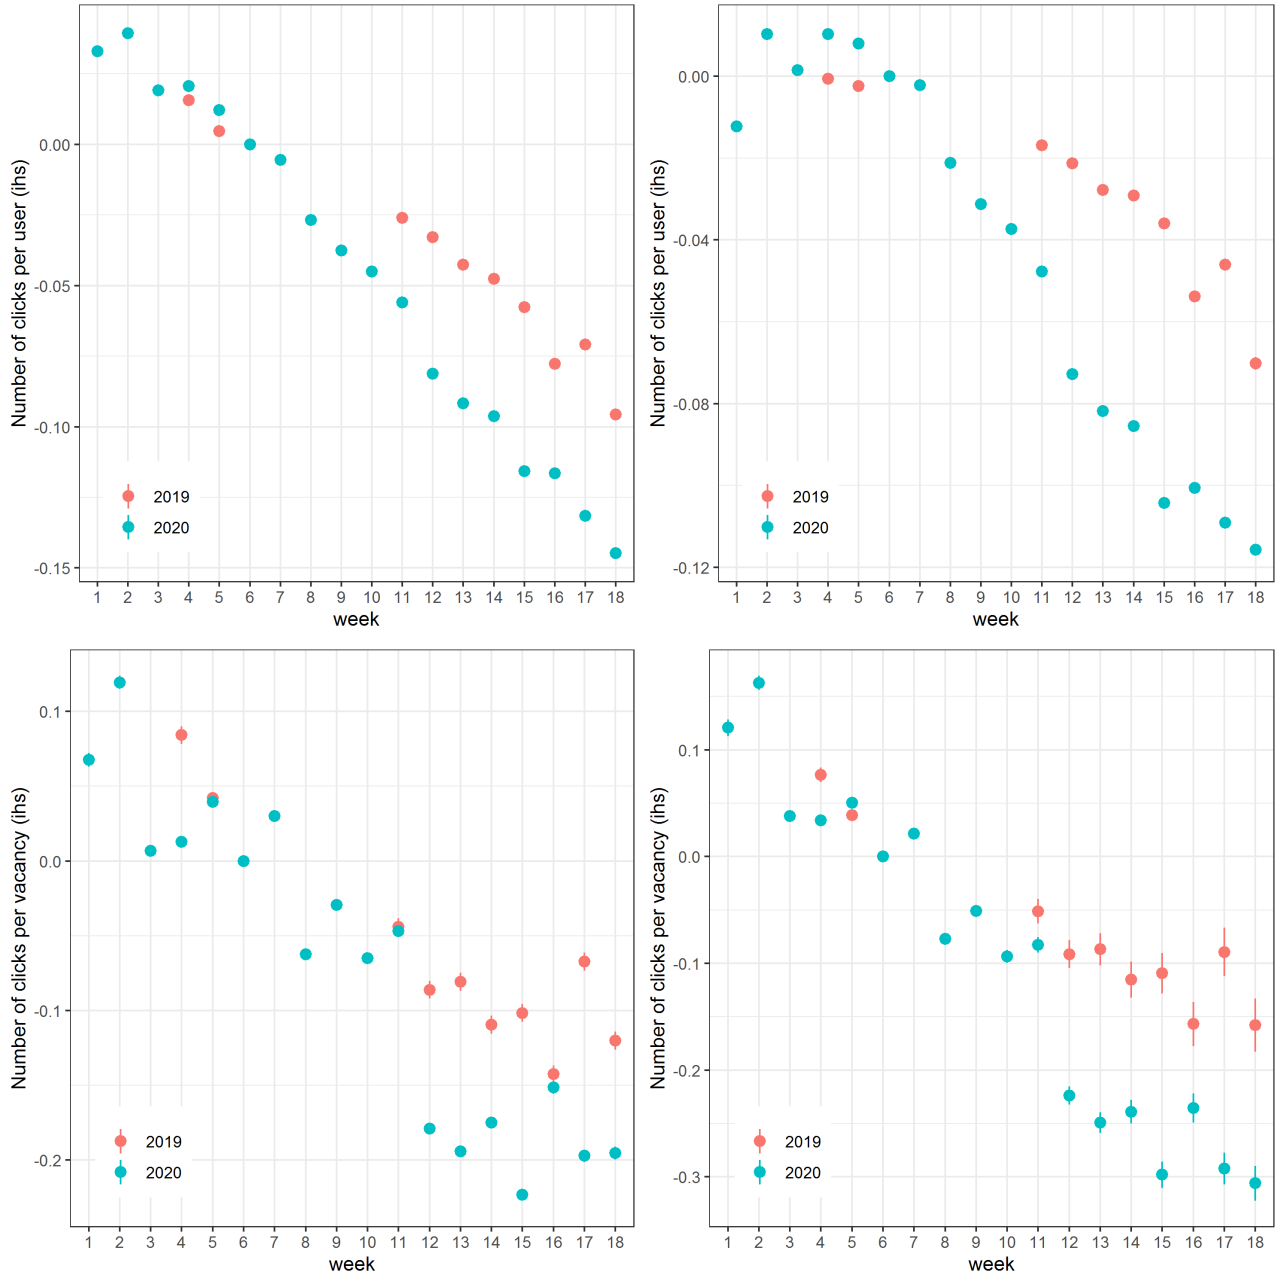 Number of clicks per user (ihs)
0.00
-0.05
-0.10
-0.15
2019
2020
1 2 3 4 5 6 7 8 9 10 11 12 13 14 15 16 17 18
week
Number of clicks per user (ihs)
0.00
-0.04
-0.08
-0.12
2019
2020
1 2 3 4 5 6 7 8 9 10 11 12 13 14 15 16 17 18
week
Number of clicks per vacancy (ihs)
0.1
0.0
-0.1
-0.2
2019
2020
1 2 3 4 5 6 7 8 9 10 11 12 13 14 15 16 17 18
week
Number of clicks per vacancy (ihs)
0.1
0.0
-0.1
-0.2
-0.3
2019
2020
1 2 3 4 5 6 7 8 9 10 11 12 13 14 15 16 17 18
week